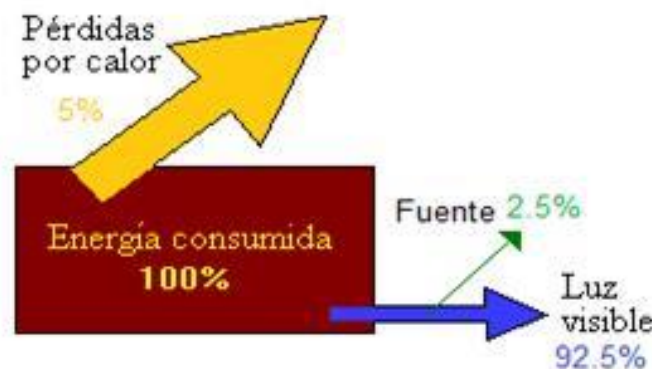 Pérdidas
por calor
5%
Energía consumida
100%
Fuente 2.5%
Luz
visible
92.5%